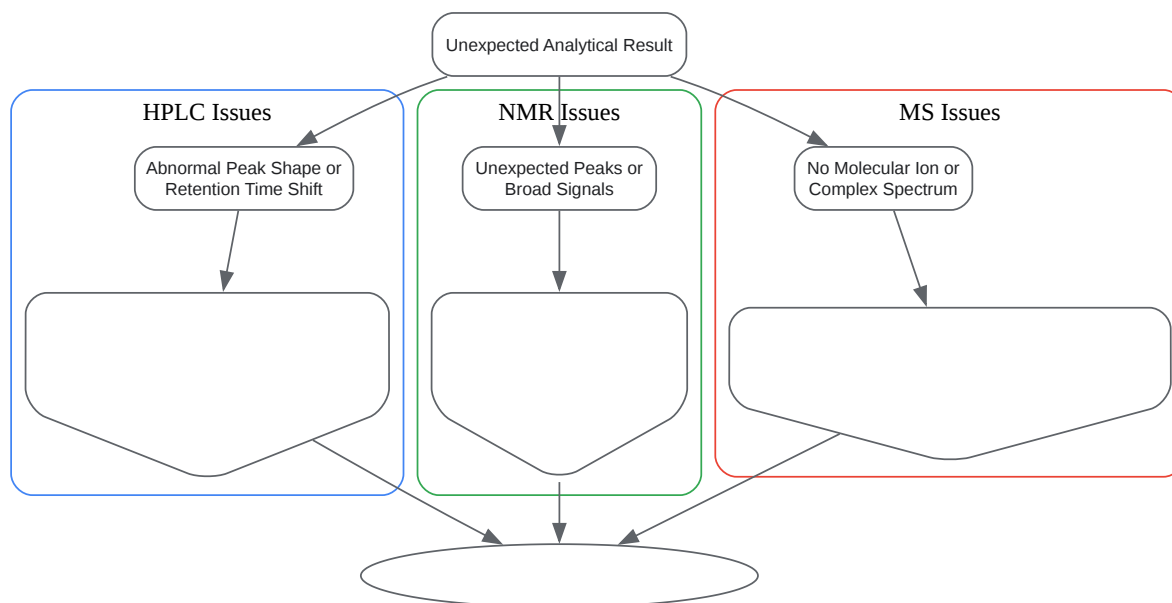 Unexpected Analytical Result
HPLC Issues
NMR Issues
MS Issues
Abnormal Peak Shape or
Retention Time Shift
Unexpected Peaks or
Broad Signals
No Molecular Ion or
Complex Spectrum